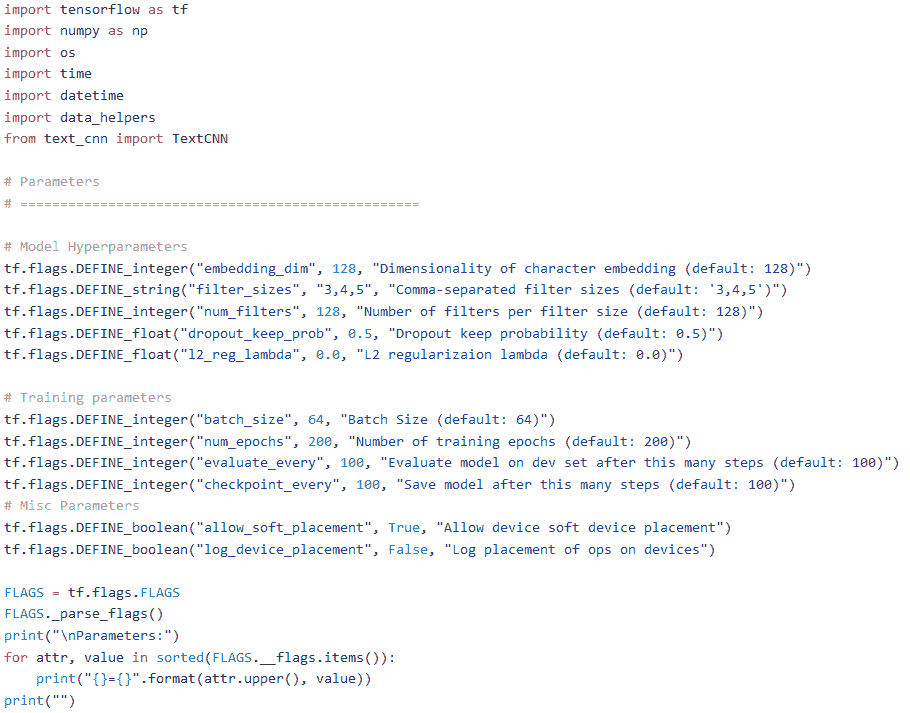 import tensorflow as tf
import numpy as np
import os
import time
import datetime
import data_helpers
from text_cnn import TextCNN
# Parameters
# ==================================================
# Model Hyperparameters
tf.flags.DEFINE_integer("embedding_dim", 128, "Dimensionality of character embedding (default: 128)")
tf.flags.DEFINE_string("filter_sizes", "3,4,5", "Comma-separated filter sizes (default: '3,4,5')")
tf.flags.DEFINE_integer("num_filters", 128, "Number of filters per filter size (default: 128)")
tf.flags.DEFINE_float("dropout_keep_prob", 0.5, "Dropout keep probability (default: 0.5)")
tf.flags.DEFINE_float("l2_reg_lambda", 0.0, "L2 regularizaion lambda (default: 0.0)")
# Training parameters
tf.flags.DEFINE_integer("batch_size", 64, "Batch Size (default: 64)")
tf.flags.DEFINE_integer("num_epochs", 200, "Number of training epochs (default: 200)")
tf.flags.DEFINE_integer("evaluate_every", 100, "Evaluate model on dev set after this many steps (default: 100)")
tf.flags.DEFINE_integer("checkpoint_every", 100, "Save model after this many steps (default: 100)")
# Misc Parameters
tf.flags.DEFINE_boolean("allow_soft_placement", True, "Allow device soft device placement")
tf.flags.DEFINE_boolean("log_device_placement", False, "Log placement of ops on devices")
FLAGS = tf.flags.FLAGS
FLAGS._parse_flags()
print("\nParameters:")
for attr, value in sorted(FLAGS.__flags.items()):
    print("{}={}".format(attr.upper(), value))
print("")